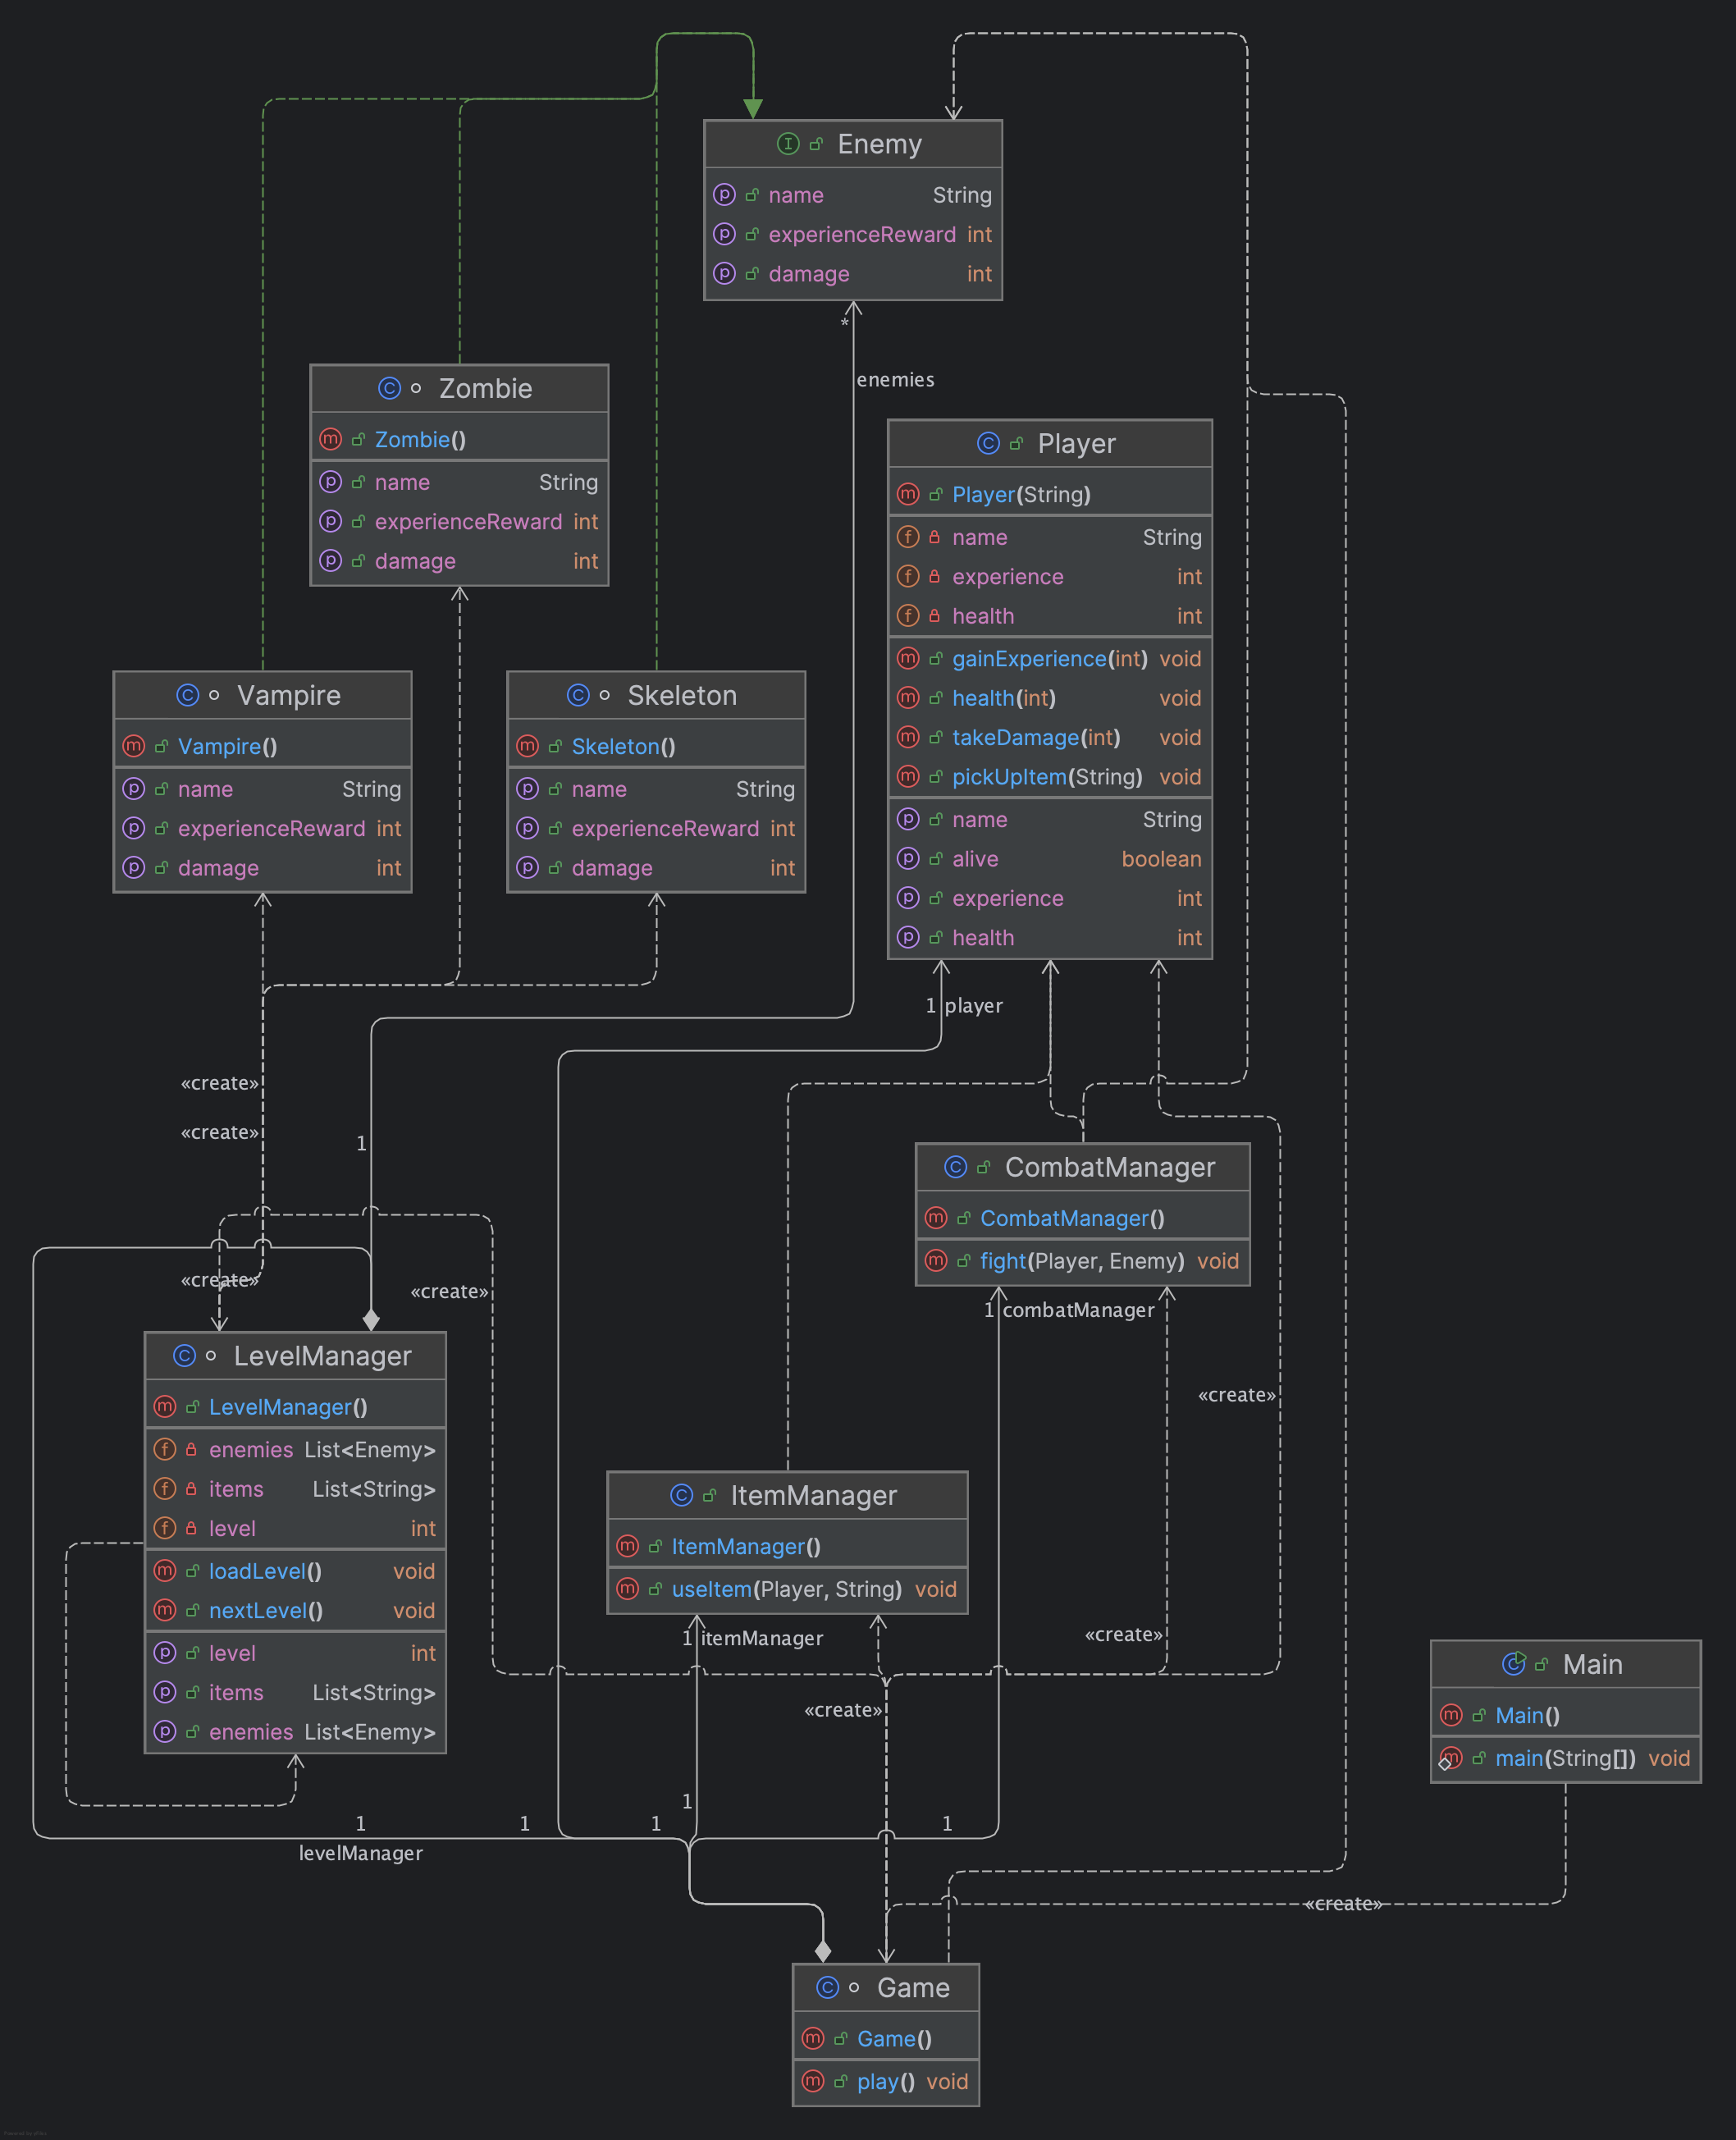 Enemy
name String
experienceReward int
damage int
*
enemies
Zombie
Zombie()
name String
experienceReward int
damage int
Player
Player(String)
name String
experience int
health int
gainExperience(int) void
health(int) void
takeDamage(int) void
pickUpItem(String) void
name String
alive boolean
experience int
health int
Vampire
Vampire()
name String
experienceReward int
damage int
Skeleton
Skeleton()
name String
experienceReward int
damage int
1 player
«create»
«create»
1
CombatManager
CombatManager()
fight(Player, Enemy) void
«create»
«create»
1 combatManager
LevelManager
LevelManager()
enemies List<Enemy>
items List<String>
level int
loadLevel() void
nextLevel() void
level int
items List<String>
enemies List<Enemy>
«create»
ItemManager
ItemManager()
useItem(Player, String) void
1 itemManager
«create»
«create»
Main
Main()
main(String[]) void
1
1
1
1
1
levelManager
«create»
Game
Game()
play() void